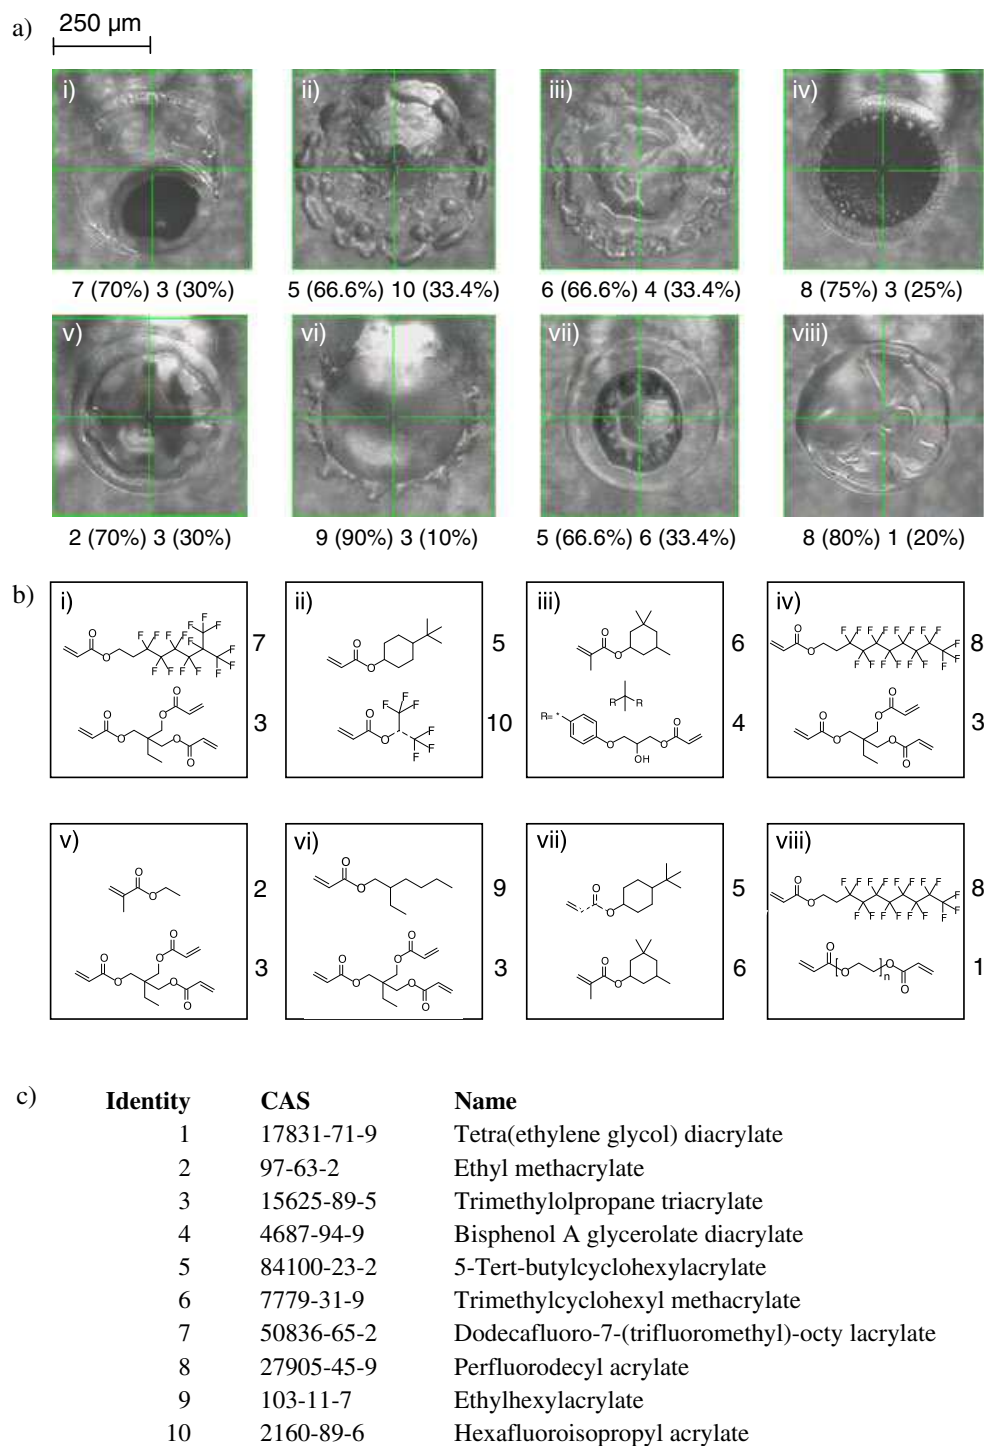 a)
250 µm
i) ii) iii) iv)
7 (70%) 3 (30%) 5 (66.6%) 10 (33.4%) 6 (66.6%) 4 (33.4%) 8 (75%) 3 (25%)
v) vi) vii) viii)
2 (70%) 3 (30%) 9 (90%) 3 (10%) 5 (66.6%) 6 (33.4%) 8 (80%) 1 (20%)
b)
i) ii) iii) iv)
7 5 6 8
3 10 4 3
R= *
R R
OH
v) vi) vii) viii)
2 9 5 8
3 3 6 1
n
c) Identity CAS Name
1 17831-71-9 Tetra(ethylene glycol) diacrylate
2 97-63-2 Ethyl methacrylate
3 15625-89-5 Trimethylolpropane triacrylate
4 4687-94-9 Bisphenol A glycerolate diacrylate
5 84100-23-2 5-Tert-butylcyclohexylacrylate
6 7779-31-9 Trimethylcyclohexyl methacrylate
7 50836-65-2 Dodecafluoro-7-(trifluoromethyl)-octy lacrylate
8 27905-45-9 Perfluorodecyl acrylate
9 103-11-7 Ethylhexylacrylate
10 2160-89-6 Hexafluoroisopropyl acrylate